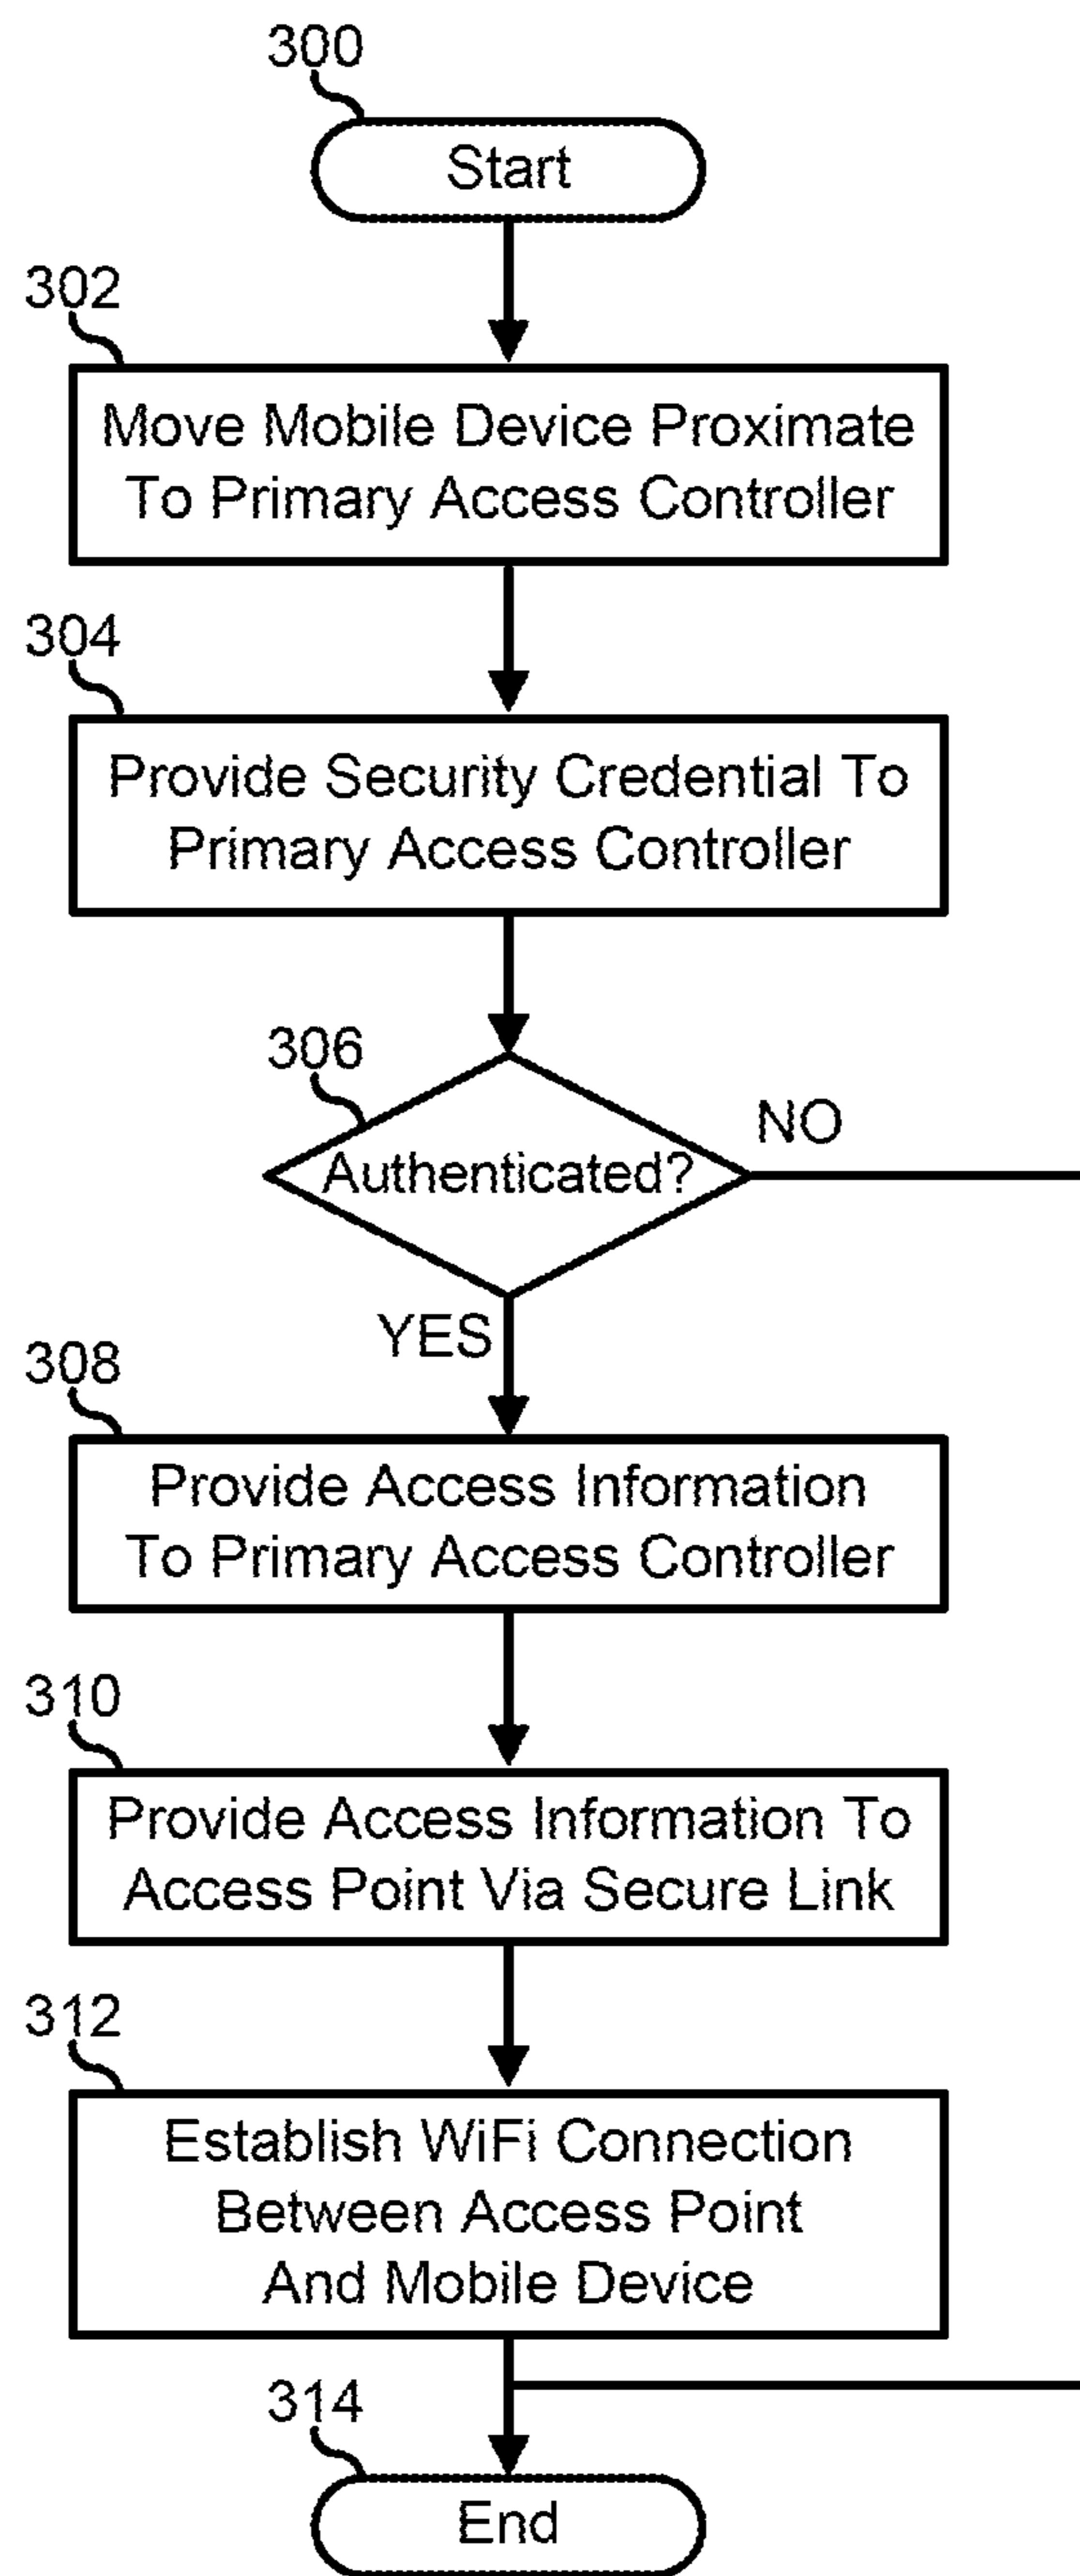 300
Start
302
Move Mobile Device Proximate
To Primary Access Controller
304
Provide Security Credential To
Primary Access Controller
306
Authenticated?
NO
YES
308
Provide Access Information
To Primary Access Controller
310
Provide Access Information To
Access Point Via Secure Link
312
Establish WiFi Connection
Between Access Point
And Mobile Device
314
End